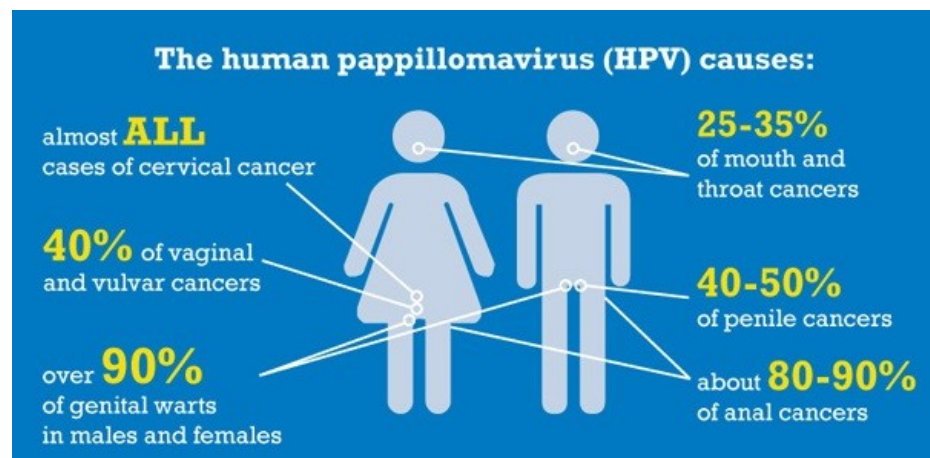 The human pappillomavirus (HPV) causes:
almost ALL
cases of cervical cancer
40% of vaginal
and vulvar cancers
over 90%
of genital warts
in males and females
25-35%
of mouth and
throat cancers
40-50%
of penile cancers
about 80-90%
of anal cancers